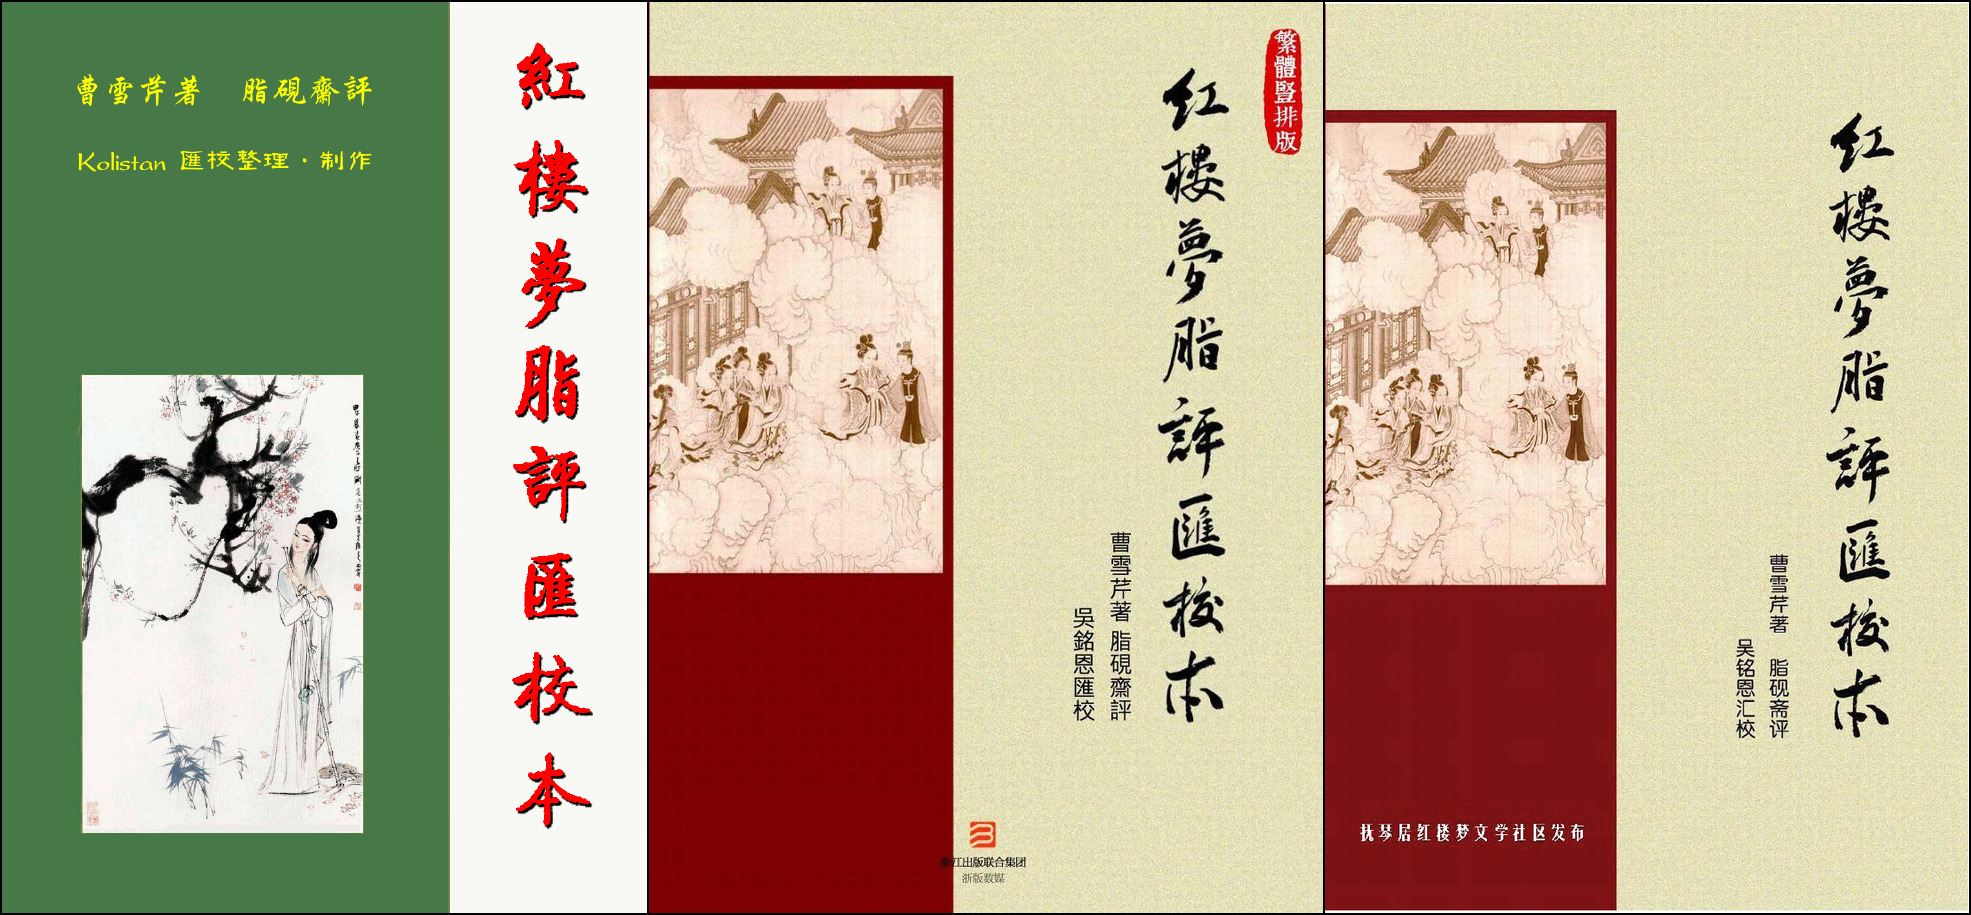 曹雪芹著 脂硯齋評
Kolistan 匯校整理·制作
紅樓夢脂評匯校本
繁體豎排版
红樓夢脂評匯校本
曹雪芹著 脂硯齋評
吳銘恩匯校
浙江出版联合集团
浙版数媒
红樓夢脂評匯校本
曹雪芹著 脂砚斋评
吴铭恩汇校
抚琴居红楼梦文学社区发布